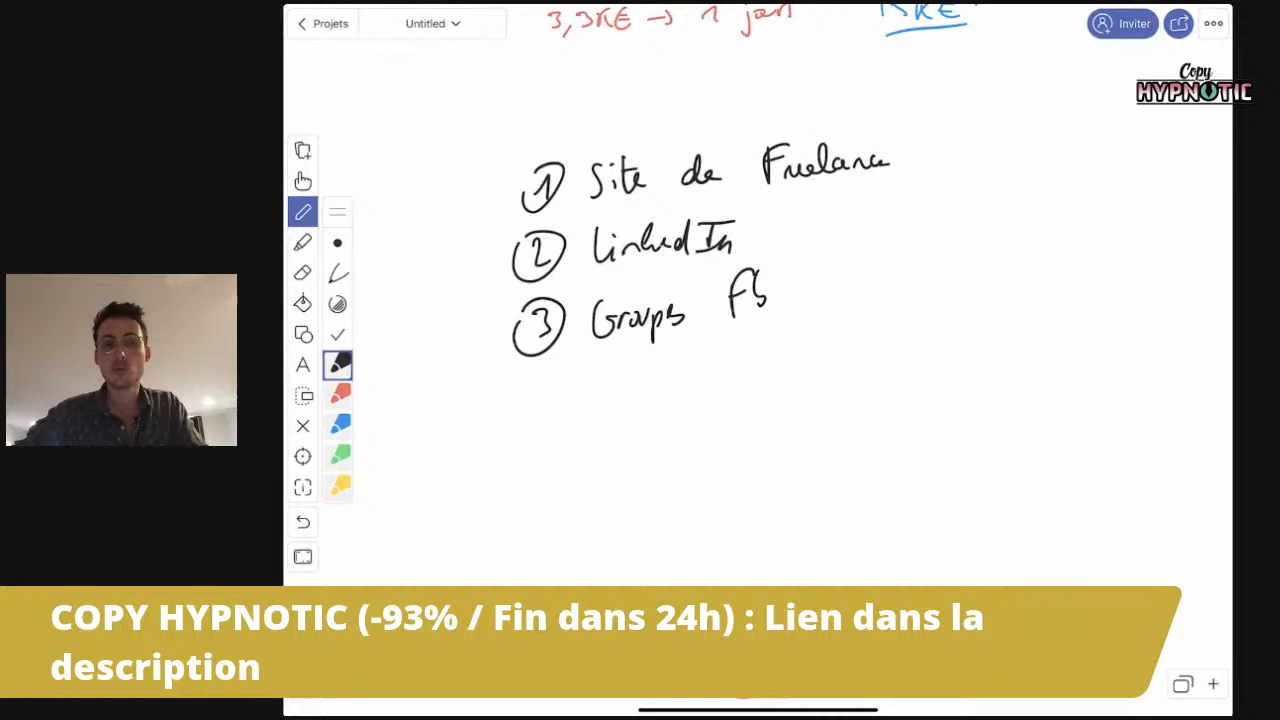 Projets
Untitled
3,3K€ → 1 jour
15K€
Inviter
Copy
HYPNOTIC
1 Site de Freelance
2 LinkedIn
3 Groups FB
A
COPY HYPNOTIC (-93% / Fin dans 24h) : Lien dans la
description